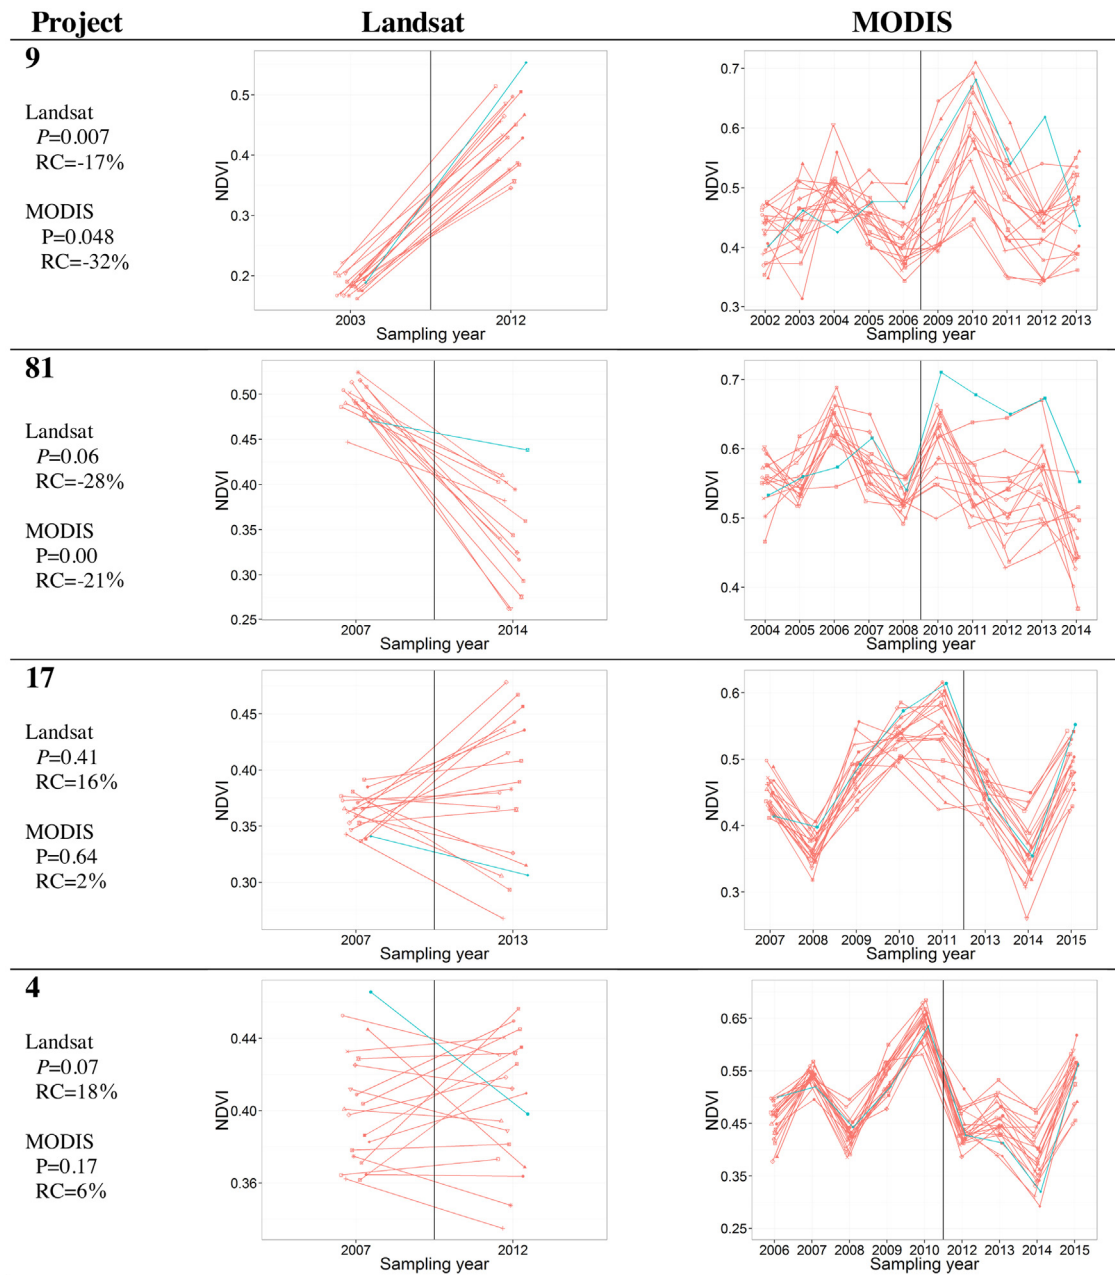 Project Landsat MODIS
9
Landsat
P=0.007
RC=-17%
MODIS
P=0.048
RC=-32%
NDVI
0.5
0.4
0.3
0.2
2003 2012
Sampling year
NDVI
0.7
0.6
0.5
0.4
0.3
2002 2003 2004 2005 2006 2009 2010 2011 2012 2013
Sampling year
81
Landsat
P=0.06
RC=-28%
MODIS
P=0.00
RC=-21%
NDVI
0.50
0.45
0.40
0.35
0.30
0.25
2007 2014
Sampling year
NDVI
0.7
0.6
0.5
0.4
2004 2005 2006 2007 2008 2010 2011 2012 2013 2014
Sampling year
17
Landsat
P=0.41
RC=16%
MODIS
P=0.64
RC=2%
NDVI
0.45
0.40
0.35
0.30
2007 2013
Sampling year
NDVI
0.6
0.5
0.4
0.3
2007 2008 2009 2010 2011 2013 2014 2015
Sampling year
4
Landsat
P=0.07
RC=18%
MODIS
P=0.17
RC=6%
NDVI
0.44
0.40
0.36
2007 2012
Sampling year
NDVI
0.65
0.55
0.45
0.35
0.25
2006 2007 2008 2009 2010 2012 2013 2014 2015
Sampling year